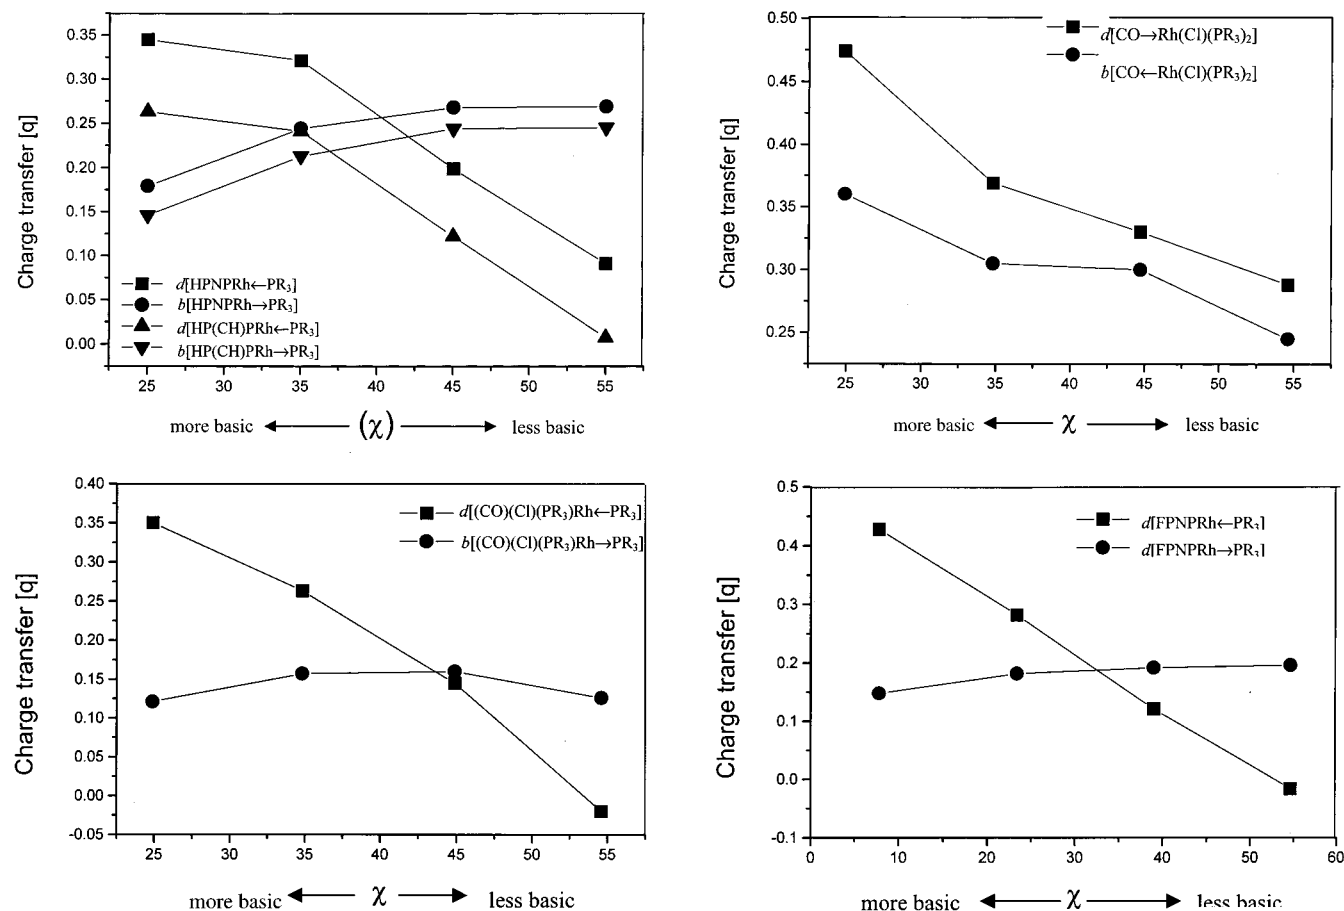 0.35
0.30
0.25
0.20
0.15
0.10
0.05
0.00
Charge transfer [q]
d[HPNPRh←PR₃]
b[HPNPRh→PR₃]
d[HP(CH)PRh←PR₃]
b[HP(CH)PRh→PR₃]
25 30 35 40 45 50 55
more basic (χ) less basic
0.50
0.45
0.40
0.35
0.30
0.25
Charge transfer [q]
d[CO→Rh(Cl)(PR₃)₂]
b[CO←Rh(Cl)(PR₃)₂]
25 30 35 40 45 50 55
more basic χ less basic
0.40
0.35
0.30
0.25
0.20
0.15
0.10
0.05
0.00
-0.05
Charge transfer [q]
d[(CO)(Cl)(PR₃)Rh←PR₃]
b[(CO)(Cl)(PR₃)Rh→PR₃]
25 30 35 40 45 50 55
more basic χ less basic
0.5
0.4
0.3
0.2
0.1
0.0
-0.1
Charge transfer [q]
d[FPNPRh←PR₃]
d[FPNPRh→PR₃]
0 10 20 30 40 50 60
more basic χ less basic